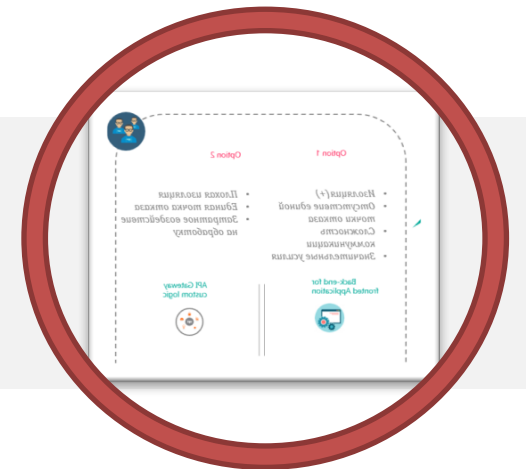 Option 1
Option 2
• Изоляция(+)
• Отсутствие единой
точки отказа
• Сложность
коммуникации
• Значительные усилия
• Плохая изоляция
• Единая точка отказа
• Затратное воздействие
на обработку
Back-end for
fronted Application
API Gateway
custom logic